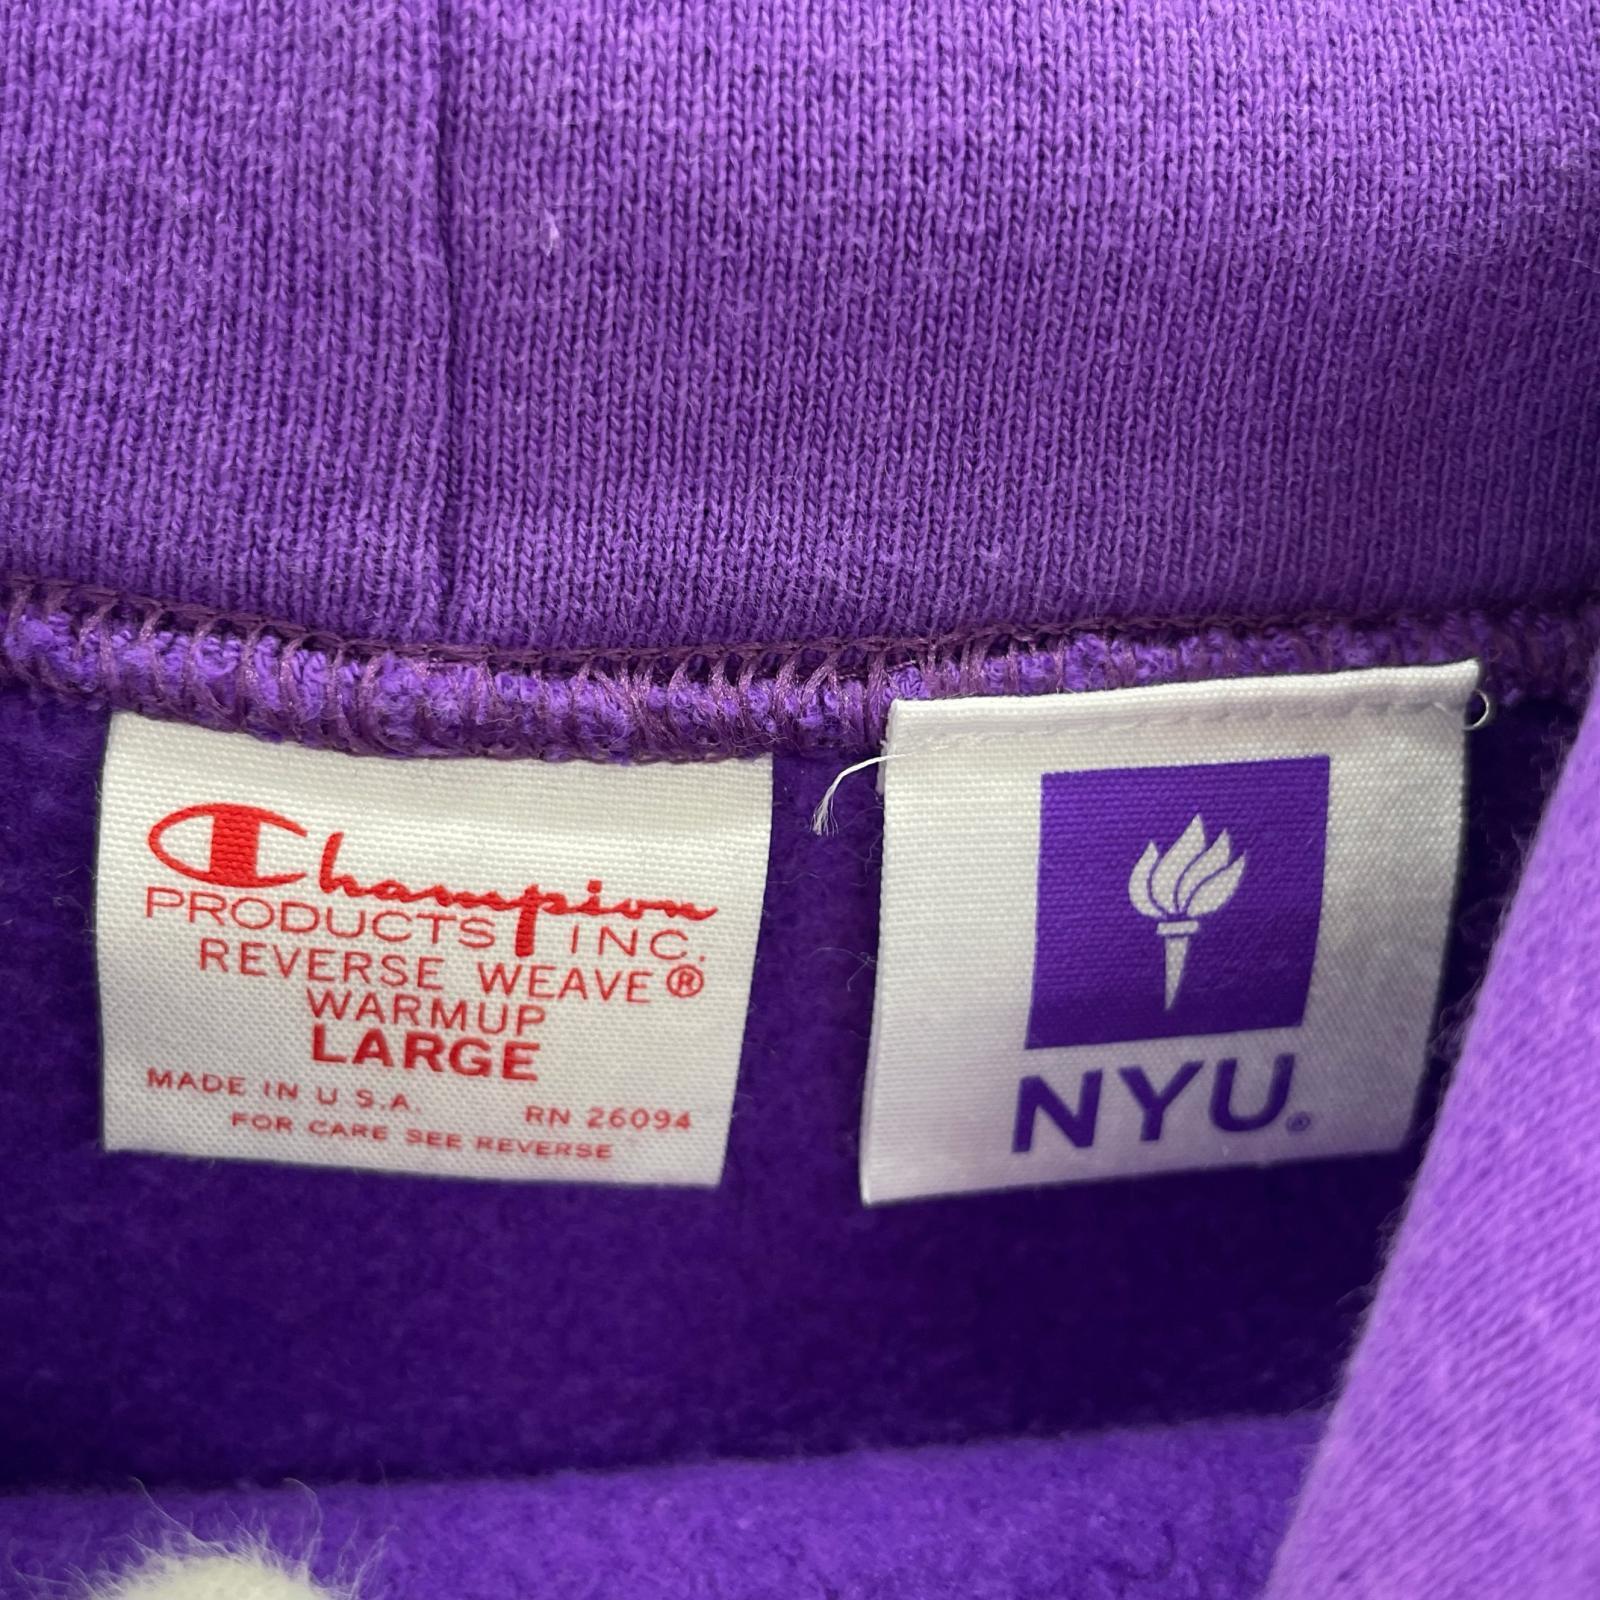 Champion
PRODUCTS INC.
REVERSE WEAVE®
WARMUP
LARGE
MADE IN U.S.A.
RN 26094
FOR CARE SEE REVERSE
NYU®